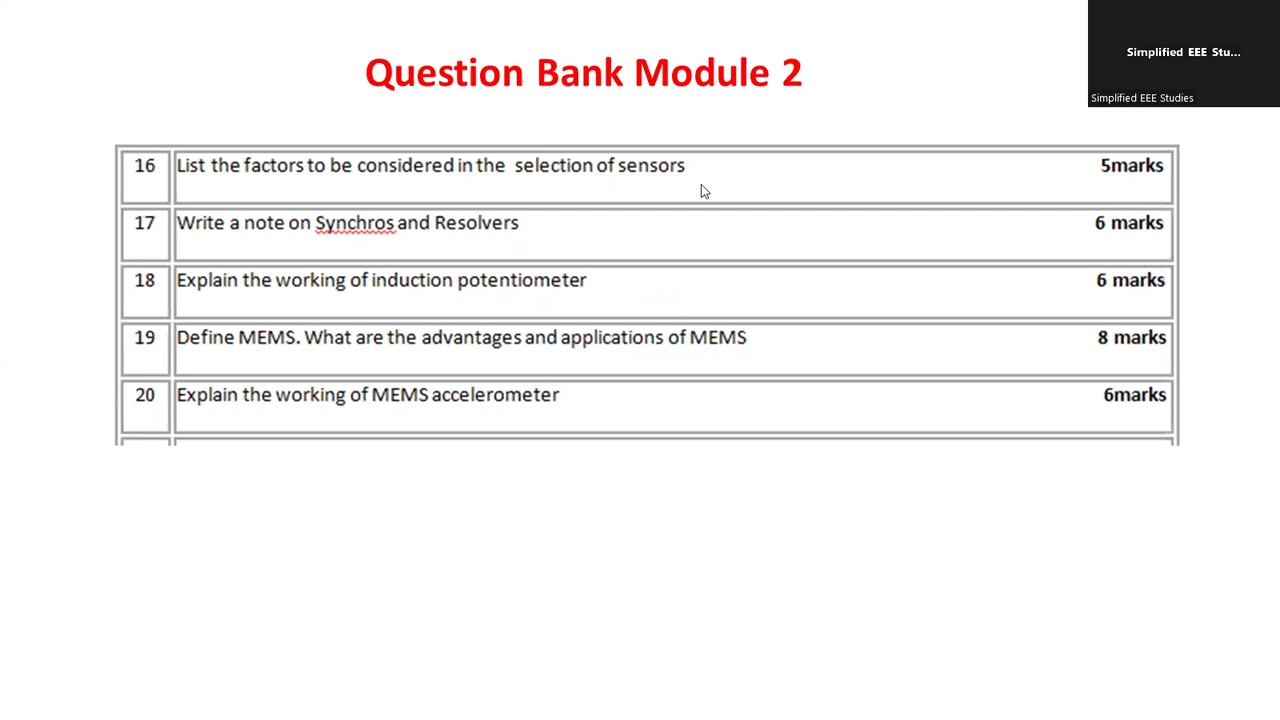 Simplified EEE Stu...
Simplified EEE Studies
Question Bank Module 2
16 List the factors to be considered in the selection of sensors 5marks
17 Write a note on Synchros and Resolvers 6 marks
18 Explain the working of induction potentiometer 6 marks
19 Define MEMS. What are the advantages and applications of MEMS 8 marks
20 Explain the working of MEMS accelerometer 6marks